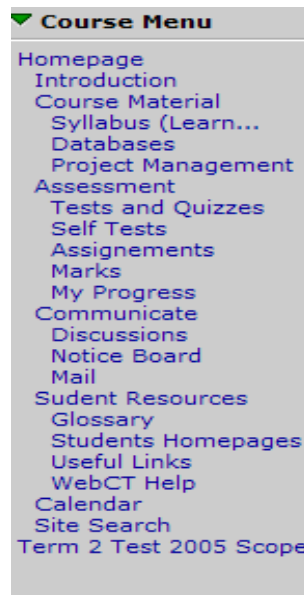 Course Menu
Homepage
Introduction
Course Material
Syllabus (Learn...
Databases
Project Management
Assessment
Tests and Quizzes
Self Tests
Assignements
Marks
My Progress
Communicate
Discussions
Notice Board
Mail
Sudent Resources
Glossary
Students Homepages
Useful Links
WebCT Help
Calendar
Site Search
Term 2 Test 2005 Scope